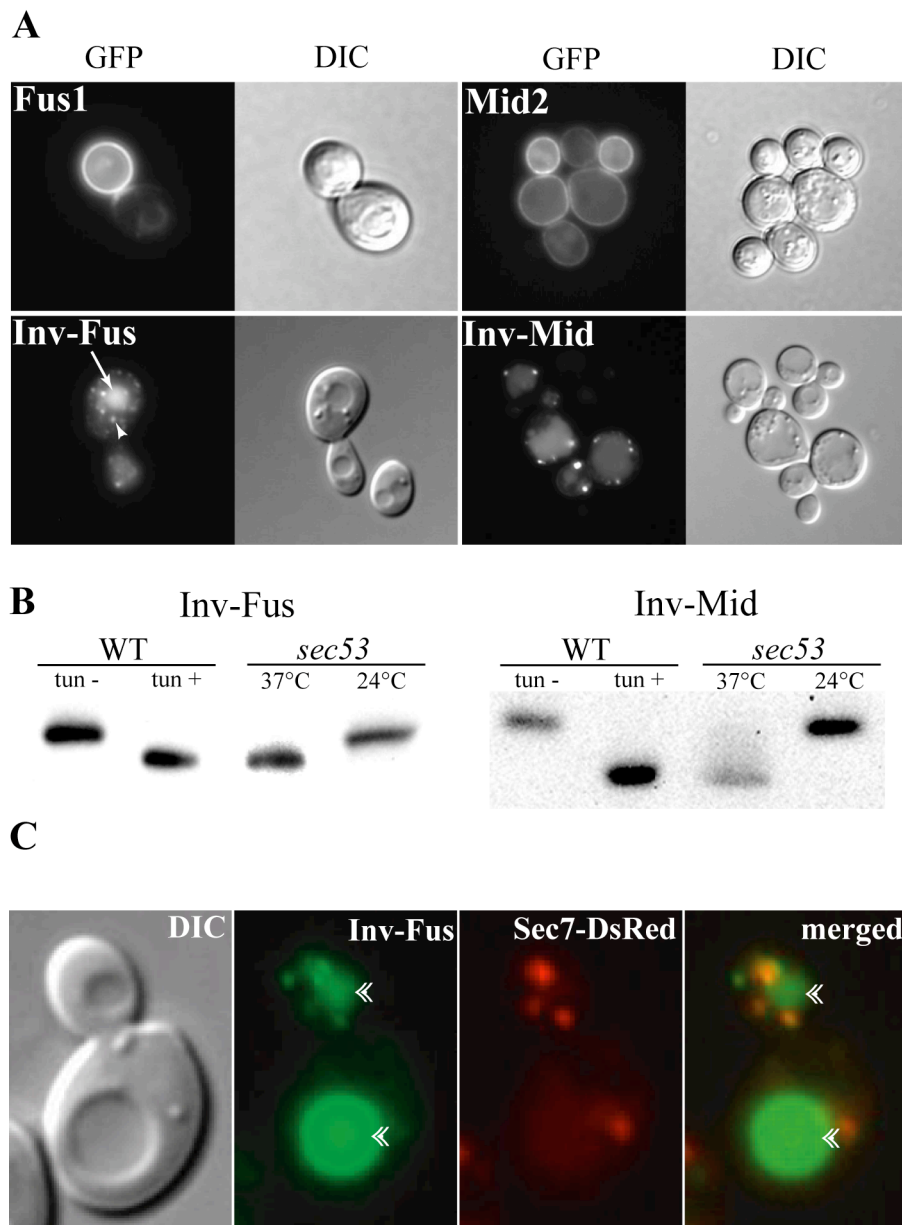 A
GFP DIC GFP DIC
Fus1 Mid2
Inv-Fus Inv-Mid
B
Inv-Fus Inv-Mid
WT sec53 WT sec53
tun - tun + 37°C 24°C tun - tun + 37°C 24°C
C
DIC Inv-Fus Sec7-DsRed merged